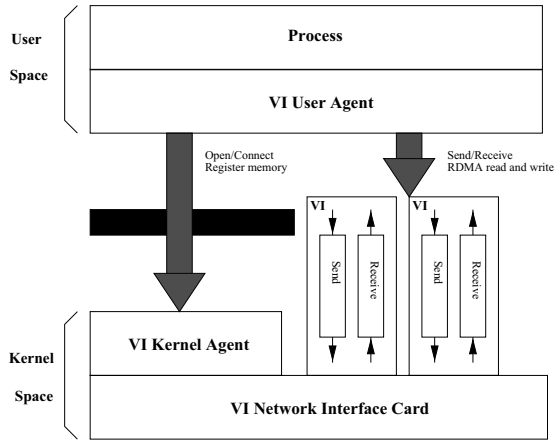 User
Space
Process
VI User Agent
Open/Connect
Register memory
Send/Receive
RDMA read and write
VI
Send
Receive
VI
Send
Receive
Kernel
Space
VI Kernel Agent
VI Network Interface Card